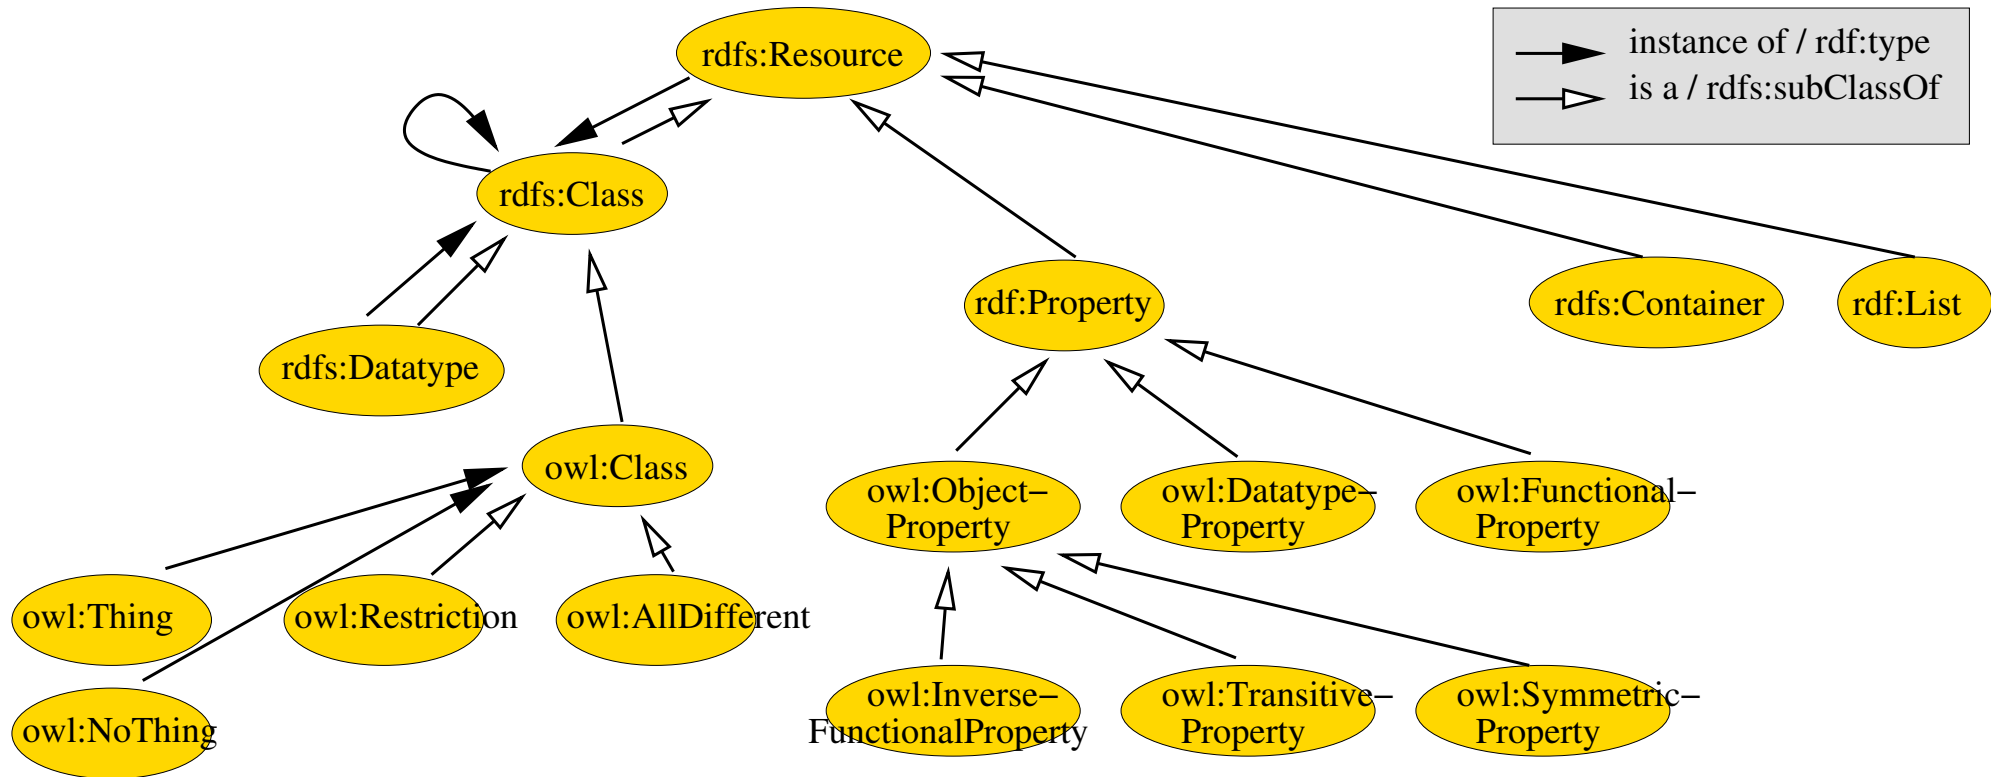 rdfs:Resource
instance of / rdf:type
is a / rdfs:subClassOf
rdfs:Class
rdf:Property
rdfs:Container
rdf:List
rdfs:Datatype
owl:Class
owl:Object−
Property
owl:Datatype−
Property
owl:Functional−
Property
owl:Thing
owl:Restriction
owl:AllDifferent
owl:NoThing
owl:Inverse−
FunctionalProperty
owl:Transitive−
Property
owl:Symmetric−
Property